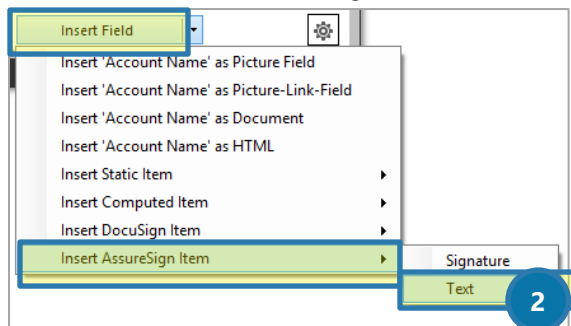 Insert Field
Insert 'Account Name' as Picture Field
Insert 'Account Name' as Picture-Link-Field
Insert 'Account Name' as Document
Insert 'Account Name' as HTML
Insert Static Item
Insert Computed Item
Insert DocuSign Item
Insert AssureSign Item
Signature
Text
2